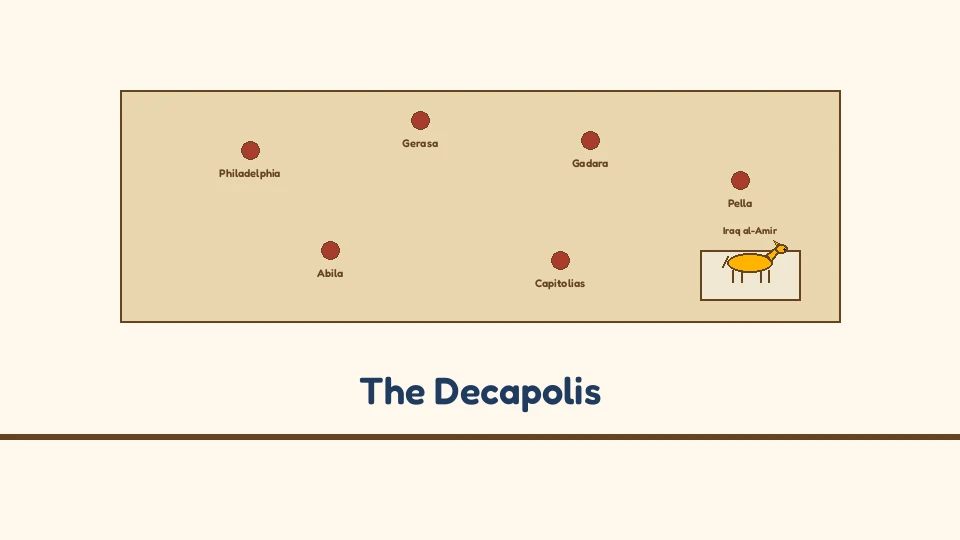 Gerasa
Gadara
Philadelphia
Pella
Iraq al-Amir
Abila
Capitolias
The Decapolis